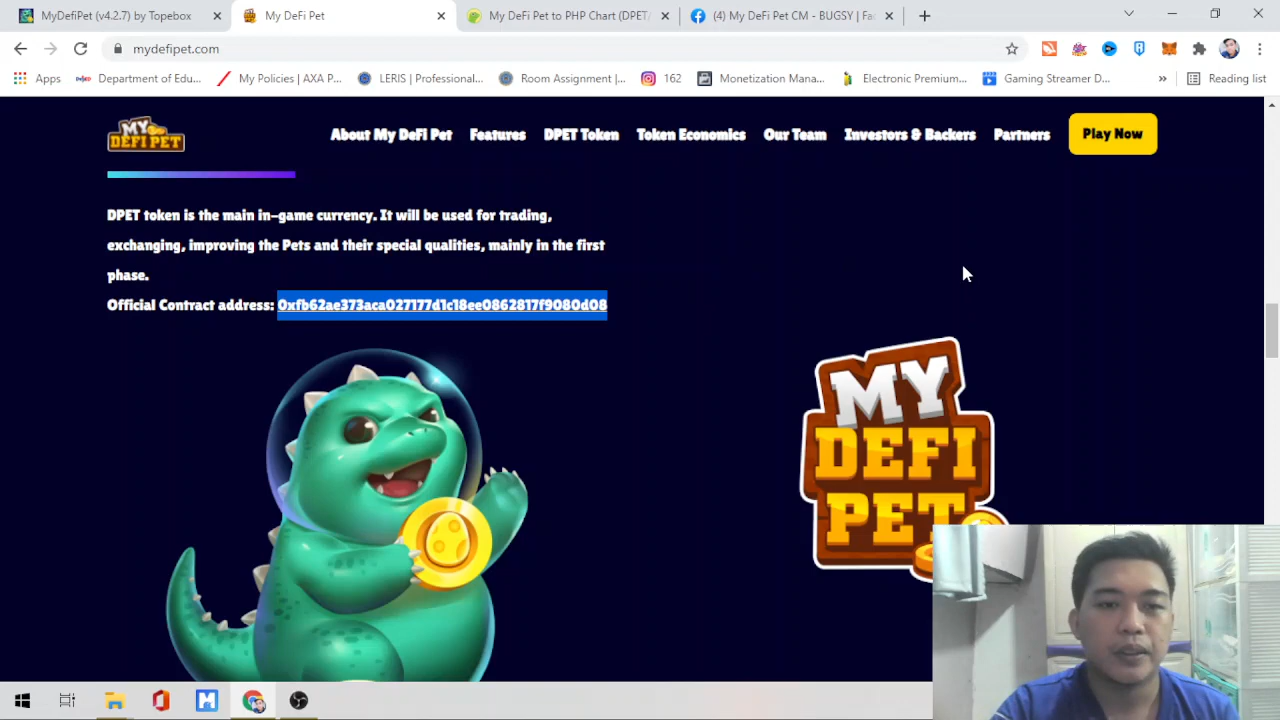 MyDefiPet (v4.2.7) by Topebox
My DeFi Pet
My DeFi Pet to PHP Chart (DPET/
(4) My DeFi Pet CM - BUGSY | Fac
mydefipet.com
Apps
Department of Edu...
My Policies | AXA P...
LERIS | Professional...
Room Assignment |...
162
Monetization Mana...
Electronic Premium...
Gaming Streamer D...
Reading list
MY
DEFI PET
About My DeFi Pet
Features
DPET Token
Token Economics
Our Team
Investors & Backers
Partners
Play Now
DPET token is the main in-game currency. It will be used for trading,
exchanging, improving the Pets and their special qualities, mainly in the first
phase.
Official Contract address: 0xfb62ae373aca027177d1c18ee0862817f9080d08
MY
DEFI
PET